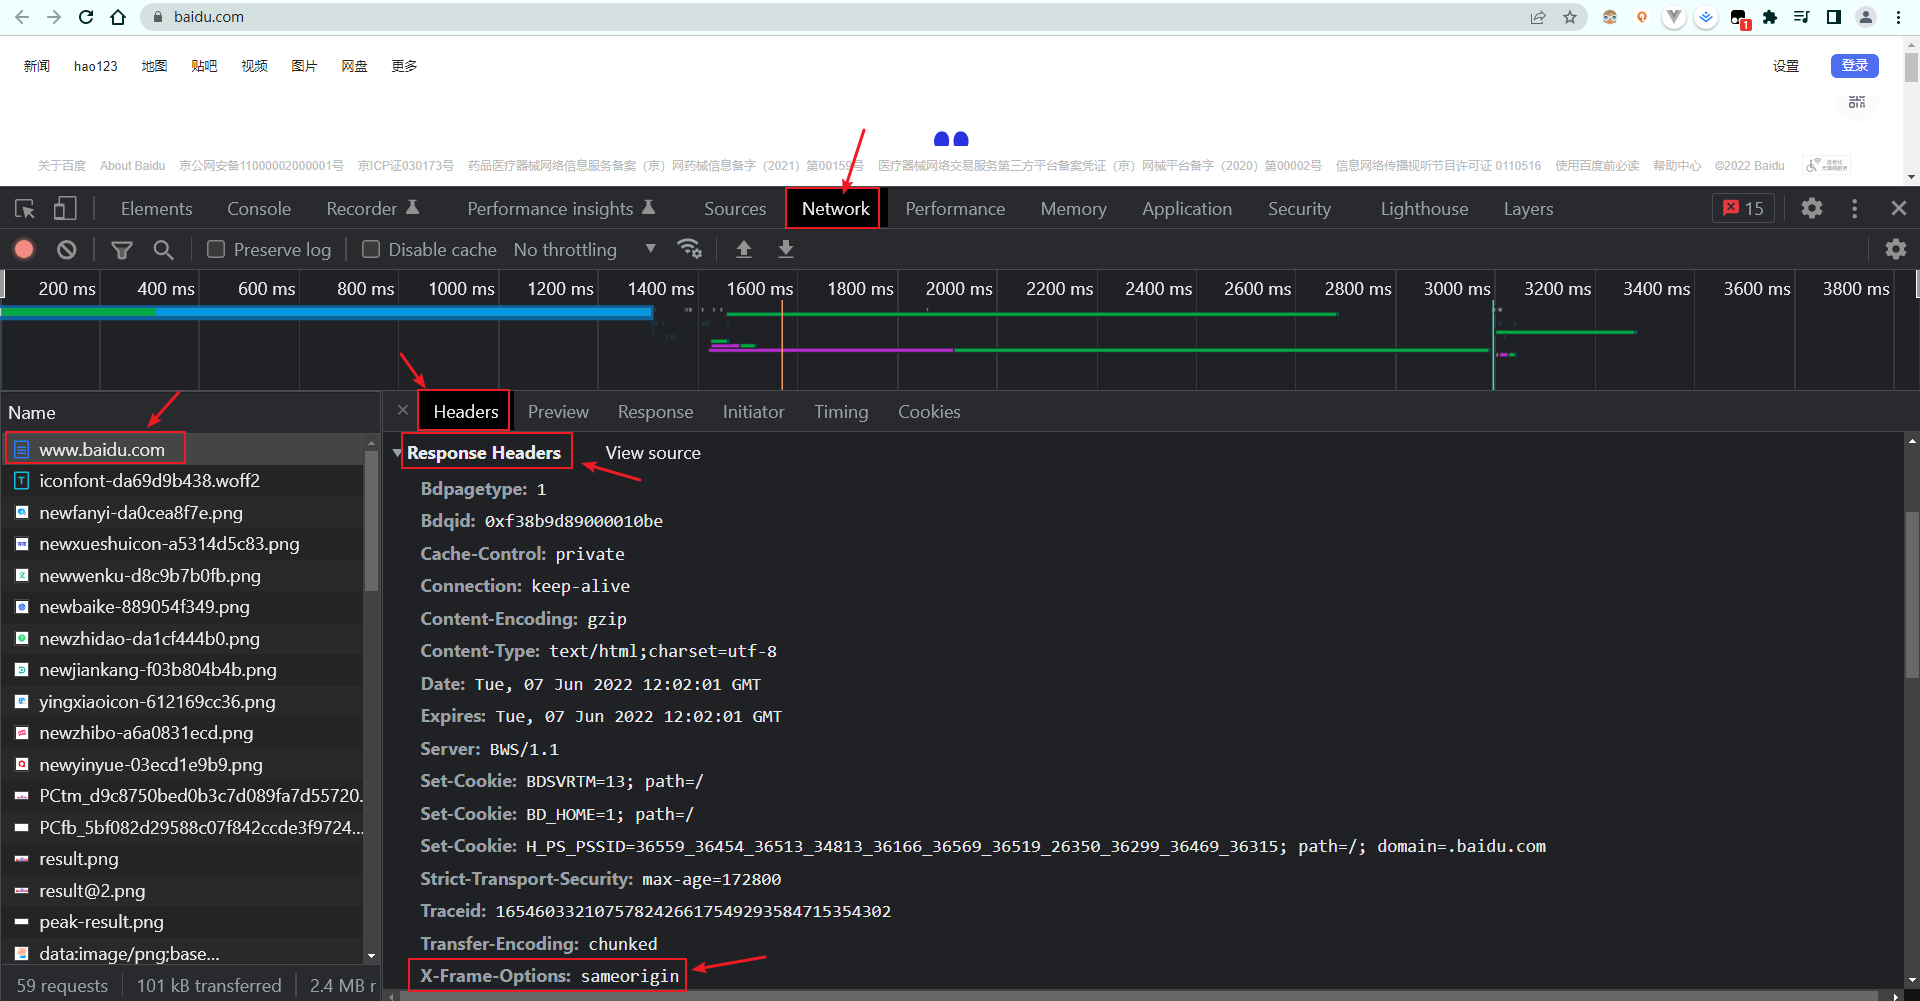 baidu.com
1
新闻 hao123 地图 贴吧 视频 图片 网盘 更多 设置 登录
关于百度 About Baidu 京公网安备11000002000001号 京ICP证030173号 药品医疗器械网络信息服务备案（京）网药械信息备字（2021）第00159号 医疗器械网络交易服务第三方平台备案凭证（京）网械平台备字（2020）第00002号 信息网络传播视听节目许可证 0110516 使用百度前必读 帮助中心 ©2022 Baidu
Elements Console Recorder Performance insights Sources Network Performance Memory Application Security Lighthouse Layers 15
Preserve log Disable cache No throttling
200 ms 400 ms 600 ms 800 ms 1000 ms 1200 ms 1400 ms 1600 ms 1800 ms 2000 ms 2200 ms 2400 ms 2600 ms 2800 ms 3000 ms 3200 ms 3400 ms 3600 ms 3800 ms
Name
www.baidu.com
iconfont-da69d9b438.woff2
newfanyi-da0cea8f7e.png
newxueshuicon-a5314d5c83.png
newwenku-d8c9b7b0fb.png
newbaike-889054f349.png
newzhidao-da1cf444b0.png
newjiankang-f03b804b4b.png
yingxiaoicon-612169cc36.png
newzhibo-a6a0831ecd.png
newyinyue-03ecd1e9b9.png
PCtm_d9c8750bed0b3c7d089fa7d55720.
PCfb_5bf082d29588c07f842ccde3f9724...
result.png
result@2.png
peak-result.png
data:image/png;base...
59 requests 101 kB transferred 2.4 MB r
Headers Preview Response Initiator Timing Cookies
Response Headers View source
Bdpagetype: 1
Bdqid: 0xf38b9d89000010be
Cache-Control: private
Connection: keep-alive
Content-Encoding: gzip
Content-Type: text/html;charset=utf-8
Date: Tue, 07 Jun 2022 12:02:01 GMT
Expires: Tue, 07 Jun 2022 12:02:01 GMT
Server: BWS/1.1
Set-Cookie: BDSVRTM=13; path=/
Set-Cookie: BD_HOME=1; path=/
Set-Cookie: H_PS_PSSID=36559_36454_36513_34813_36166_36569_36519_26350_36299_36469_36315; path=/; domain=.baidu.com
Strict-Transport-Security: max-age=172800
Traceid: 1654603321075782426617549293584715354302
Transfer-Encoding: chunked
X-Frame-Options: sameorigin